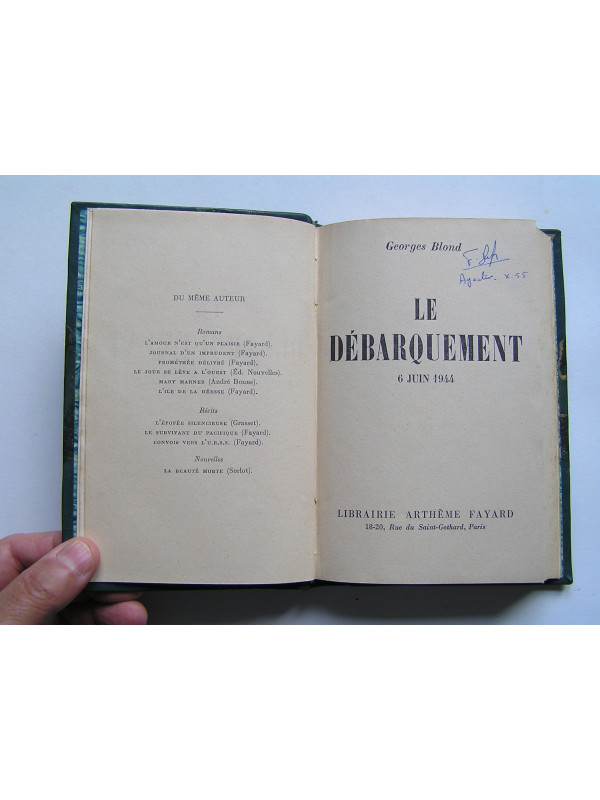 DU MÊME AUTEUR
Romans
L'AMOUR N'EST QU'UN PLAISIR (Fayard).
JOURNAL D'UN IMPRUDENT (Fayard).
PROMÉTHÉE DÉLIVRÉ (Fayard).
LE JOUR SE LÈVE A L'OUEST (Éd. Nouvelles).
MARY MARNER (André Bonne).
L'ILE DE LA DÉESSE (Fayard).
Récits
L'ÉPOPÉE SILENCIEUSE (Grasset).
LE SURVIVANT DU PACIFIQUE (Fayard).
CONVOIS VERS L'U.R.S.S. (Fayard).
Nouvelles
LA BEAUTÉ MORTE (Sorlot).
Georges Blond
X.55
LE
DÉBARQUEMENT
6 JUIN 1944
LIBRAIRIE ARTHÈME FAYARD
18-20, Rue du Saint-Gothard, Paris